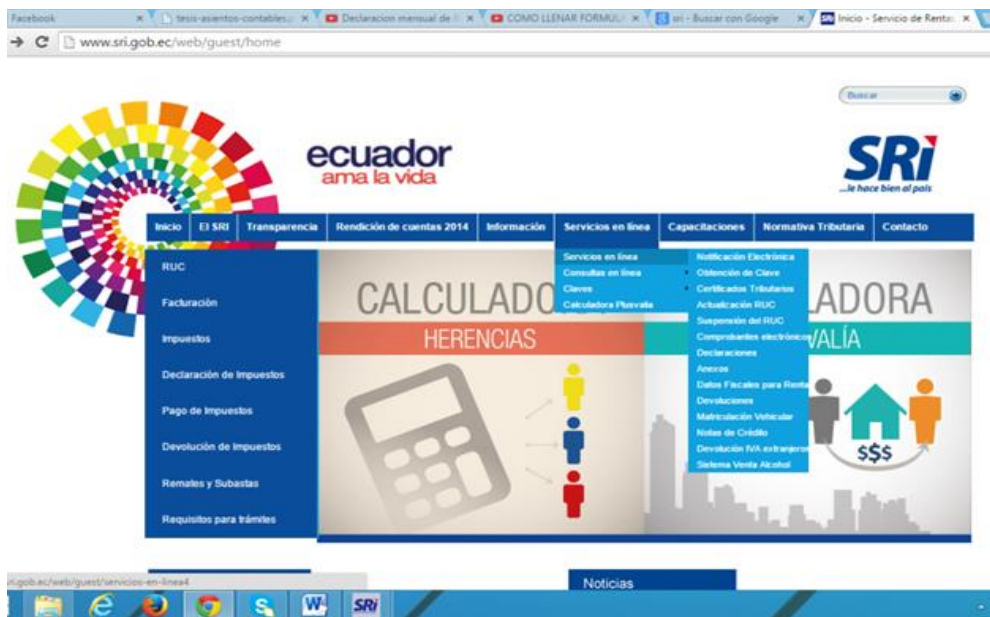 Facebook
tesis-asientos-contables
Declaracion mensual de
COMO LLENAR FORMUL
sri - Buscar con Google
Inicio - Servicio de Rentas
www.sri.gob.ec/web/guest/home
Buscar
ecuador
ama la vida
SRi
...le hace bien al país
Inicio El SRI Transparencia Rendición de cuentas 2014 Información Servicios en línea Capacitaciones Normativa Tributaria Contacto
RUC
Facturación
Impuestos
Declaración de Impuestos
Pago de Impuestos
Devolución de Impuestos
Remates y Subastas
Requisitos para trámites
Servicios en línea
Consultas en línea
Claves
Calculadora Plusvalía
Notificación Electrónica
Obtención de Clave
Certificados Tributarios
Actualización RUC
Suspensión del RUC
Comprobantes electrónicos
Declaraciones
Anexos
Datos Fiscales para Renta
Devoluciones
Matriculación Vehicular
Notas de Crédito
Devolución IVA extranjeros
Sistema Venta Alcohol
CALCULADO
HERENCIAS
LADORA
VALÍA
$$$
ri.gob.ec/web/guest/servicios-en-linea4
Noticias
SRi